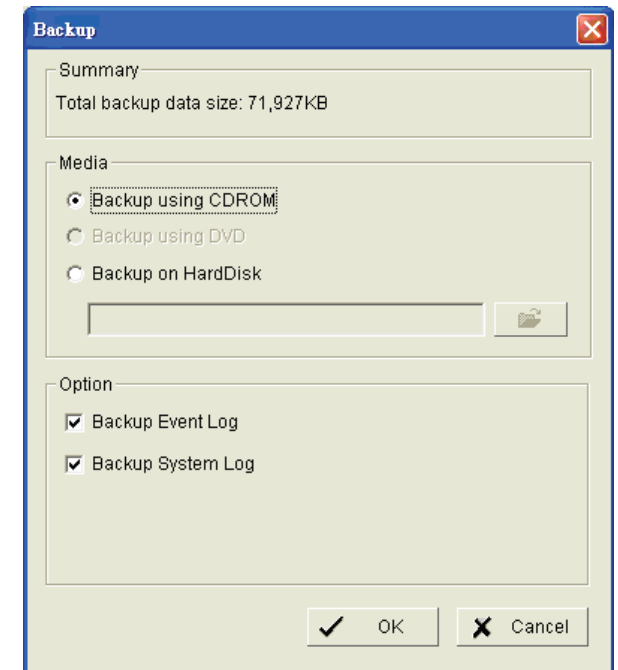 Backup
Summary
Total backup data size: 71,927KB
Media
Backup using CDROM
Backup using DVD
Backup on HardDisk
Option
Backup Event Log
Backup System Log
OK
Cancel